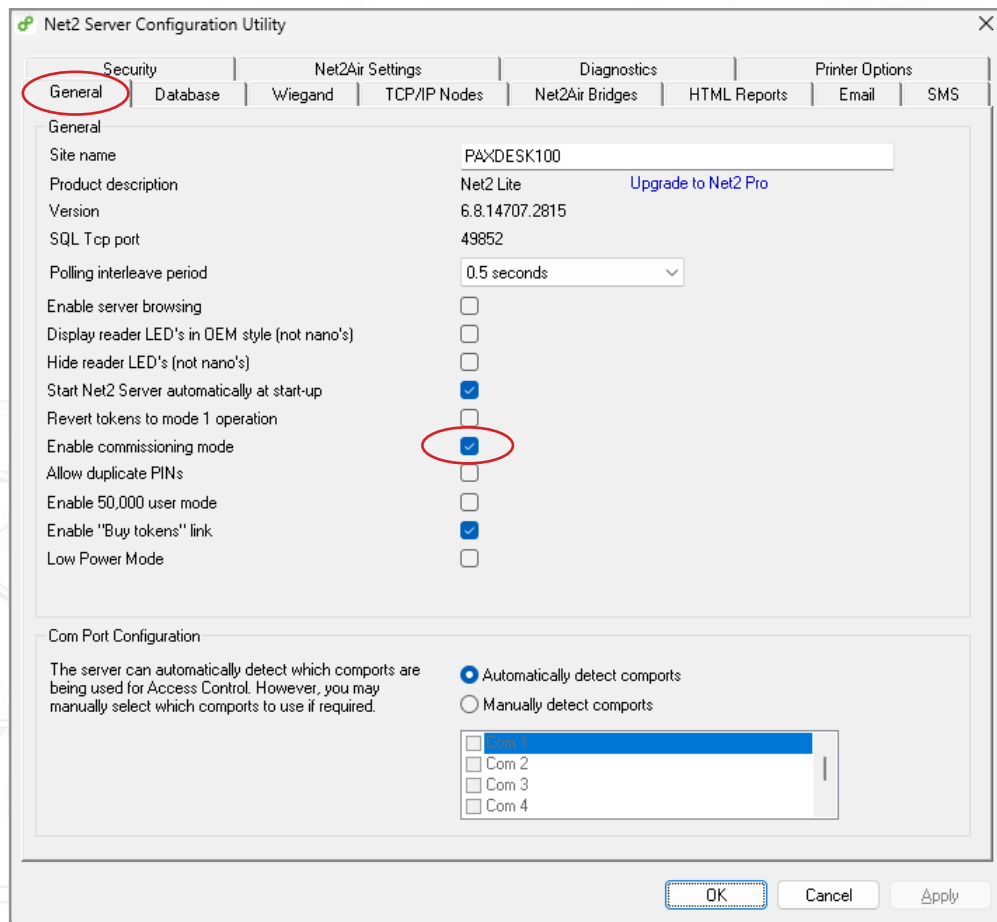 Net2 Server Configuration Utility
Security Net2Air Settings Diagnostics Printer Options
General Database Wiegand TCP/IP Nodes Net2Air Bridges HTML Reports Email SMS
General
Site name PAXDESK100
Product description Net2 Lite Upgrade to Net2 Pro
Version 6.8.14707.2815
SQL Tcp port 49852
Polling interleave period 0.5 seconds
Enable server browsing
Display reader LED's in OEM style (not nano's)
Hide reader LED's (not nano's)
Start Net2 Server automatically at start-up
Revert tokens to mode 1 operation
Enable commissioning mode
Allow duplicate PINs
Enable 50,000 user mode
Enable "Buy tokens" link
Low Power Mode
Com Port Configuration
The server can automatically detect which comports are
being used for Access Control. However, you may
manually select which comports to use if required.
Automatically detect comports
Manually detect comports
Com 1
Com 2
Com 3
Com 4
OK Cancel Apply